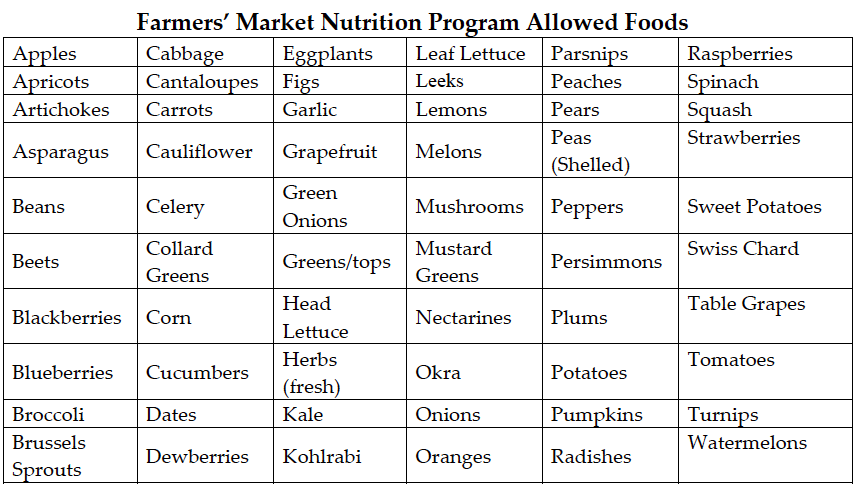 Farmers’ Market Nutrition Program Allowed Foods
Apples Cabbage Eggplants Leaf Lettuce Parsnips Raspberries
Apricots Cantaloupes Figs Leeks Peaches Spinach
Artichokes Carrots Garlic Lemons Pears Squash
Asparagus Cauliflower Grapefruit Melons Peas (Shelled) Strawberries
Beans Celery Green Onions Mushrooms Peppers Sweet Potatoes
Beets Collard Greens Greens/tops Mustard Greens Persimmons Swiss Chard
Blackberries Corn Head Lettuce Nectarines Plums Table Grapes
Blueberries Cucumbers Herbs (fresh) Okra Potatoes Tomatoes
Broccoli Dates Kale Onions Pumpkins Turnips
Brussels Sprouts Dewberries Kohlrabi Oranges Radishes Watermelons